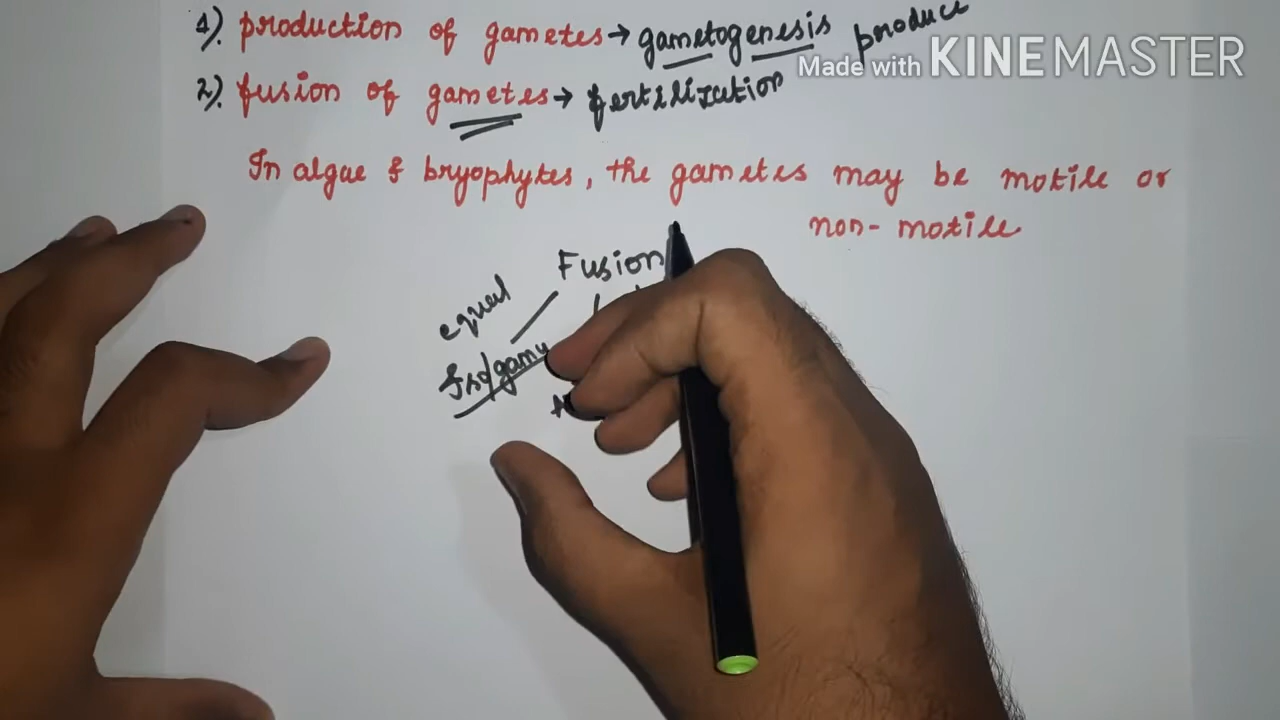 1). production of gametes → gametogenesis produce
Made with KINEMASTER
2). fusion of gametes → fertilization
In algae & bryophytes, the gametes may be motile or
non-motile
Fusion
equal
Isogamy